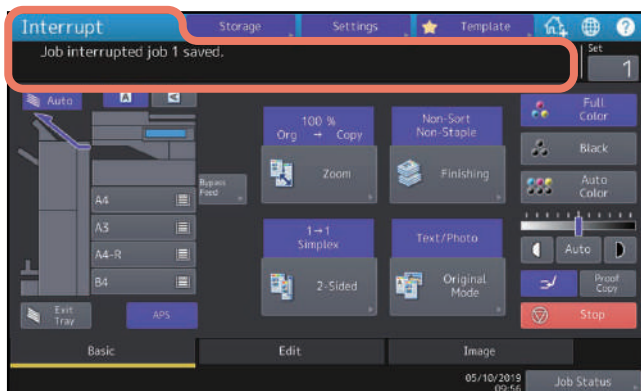 Interrupt
Storage
Settings
Template
?
Job interrupted job 1 saved.
Set
1
Auto
A
A
100 %
Org → Copy
Zoom
Non-Sort
Non-Staple
Finishing
Full
Color
Black
Auto
Color
Bypass
Feed
A4
A3
A4-R
B4
1→1
Simplex
2-Sided
Text/Photo
Original
Mode
Auto
Proof
Copy
Exit
Tray
APS
Stop
Basic
Edit
Image
05/10/2019
09:56
Job Status